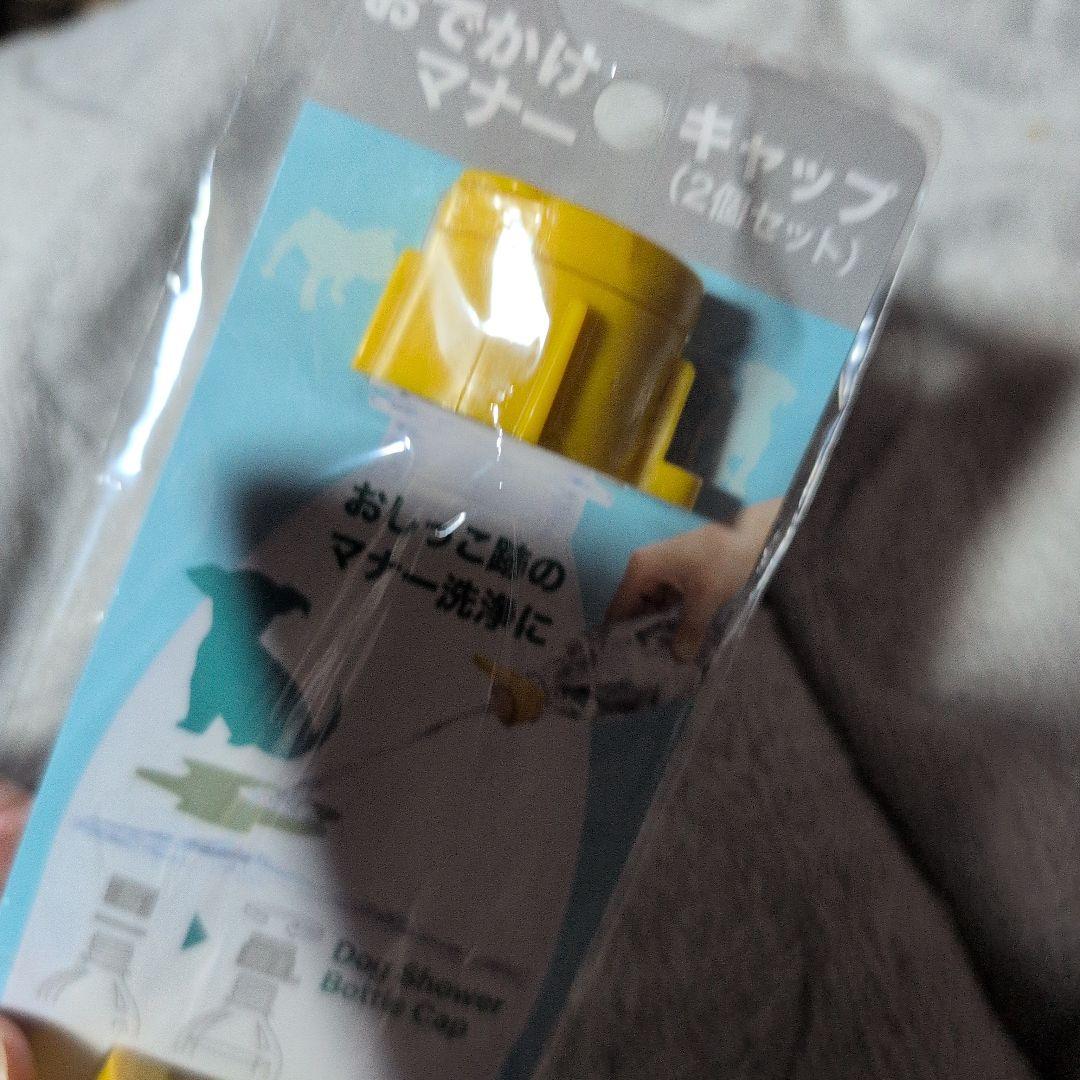 おでかけ
マナー
キャップ
(2個セット)
おしっこ跡の
マナー洗浄に
Dog Shower
Bottle Cap